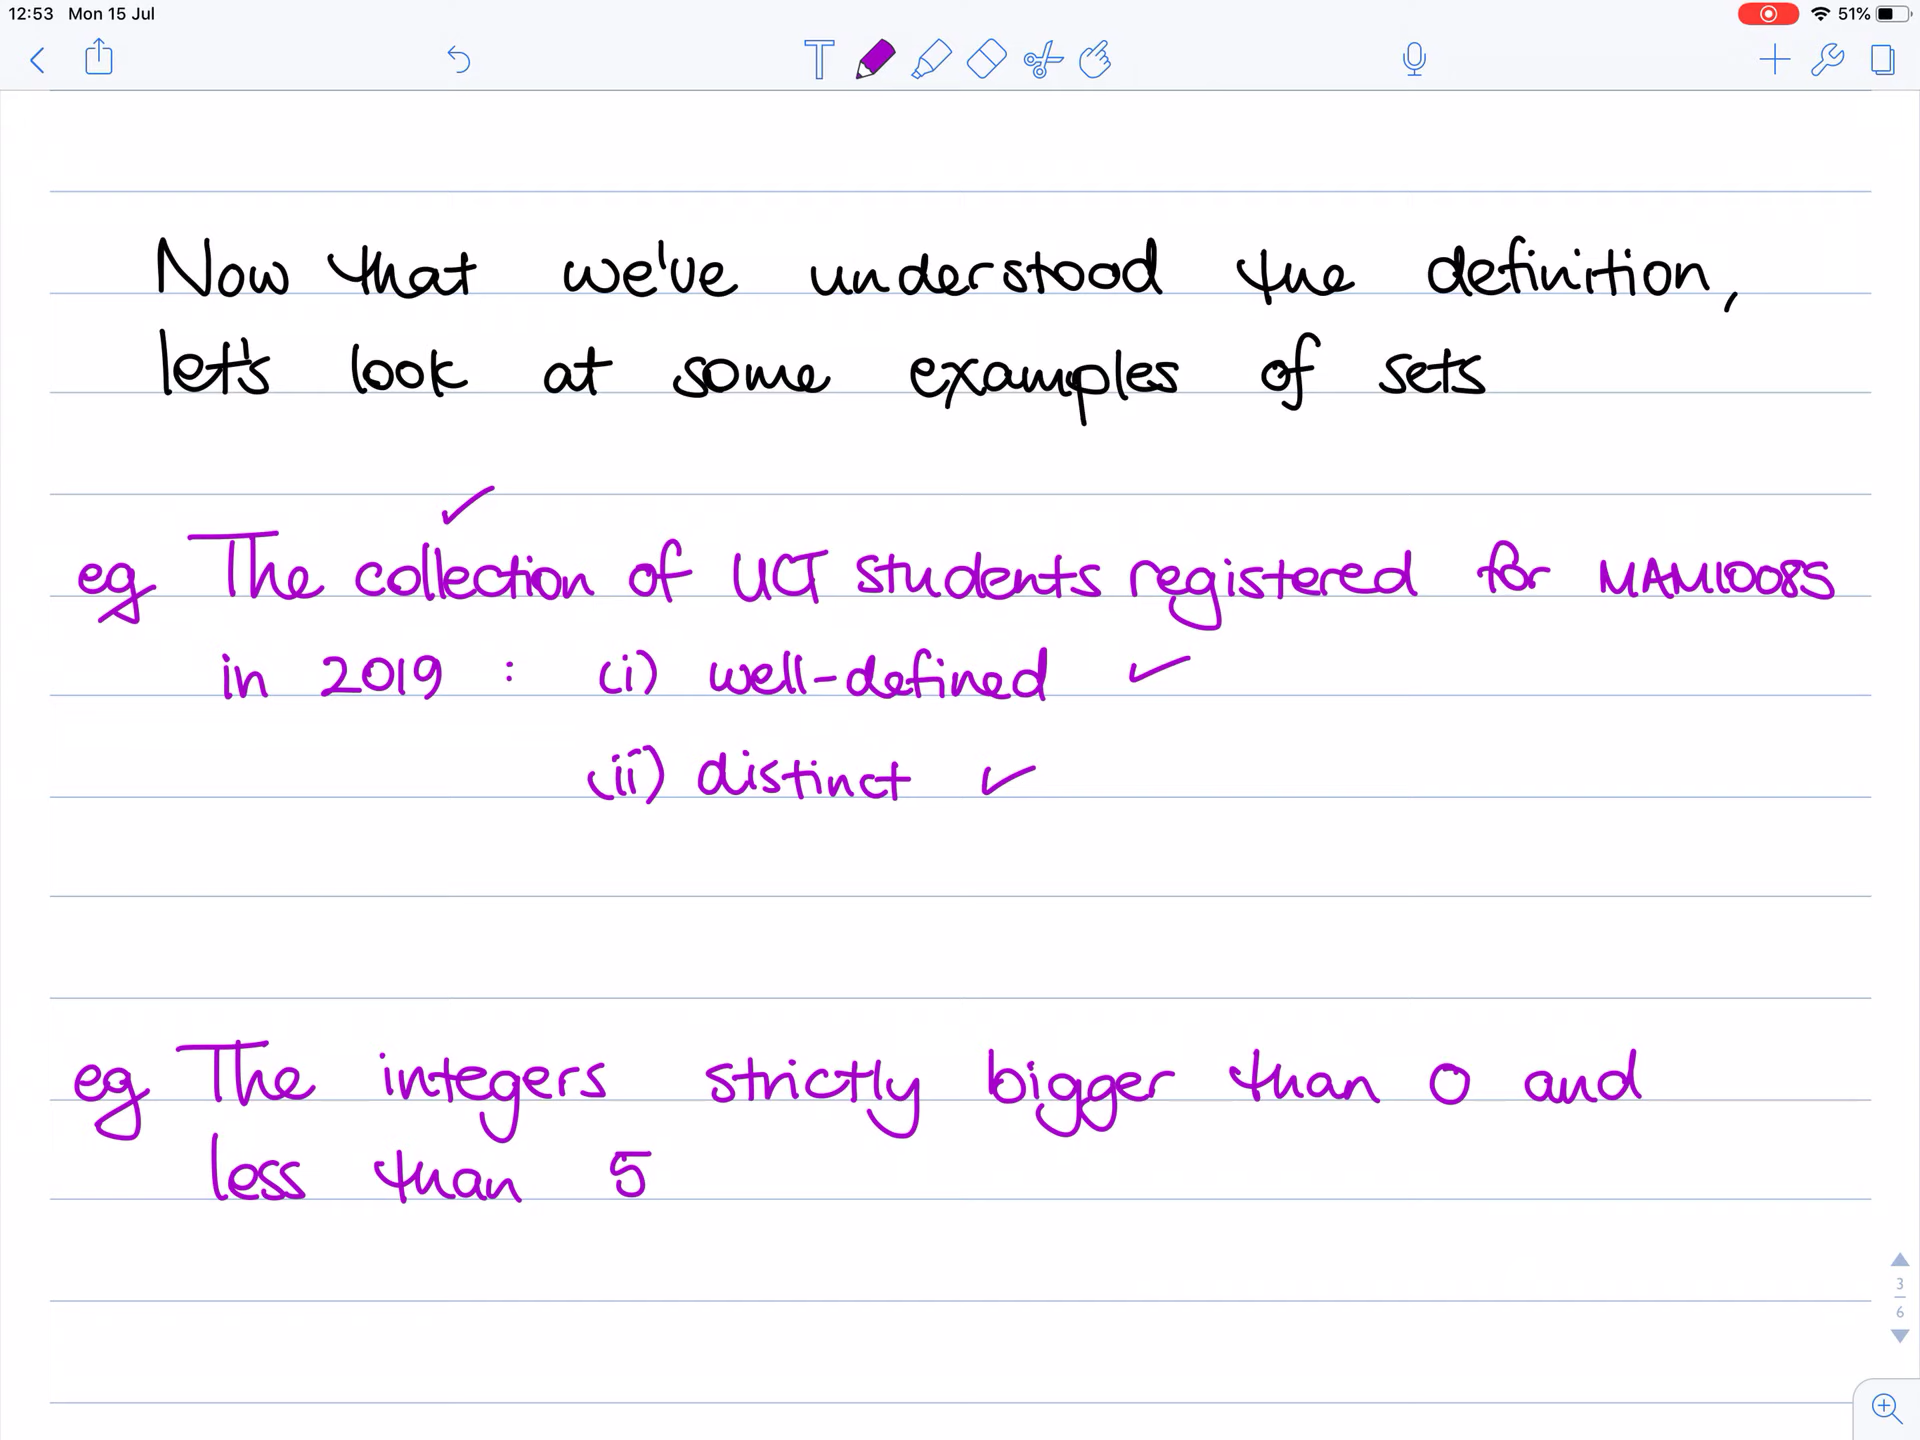 12:53 Mon 15 Jul 51%
T
Now that we've understood the definition,
let's look at some examples of sets
✓
eg The collection of UCT students registered for MAM1008S
in 2019 : (i) well-defined ✓
(ii) distinct ✓
eg The integers strictly bigger than 0 and
less than 5
3
6